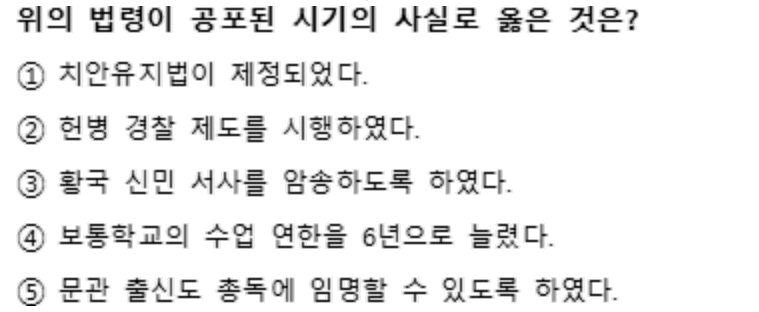 위의 법령이 공포된 시기의 사실로 옳은 것은?
① 치안유지법이 제정되었다.
② 헌병 경찰 제도를 시행하였다.
③ 황국 신민 서사를 암송하도록 하였다.
④ 보통학교의 수업 연한을 6년으로 늘렸다.
⑤ 문관 출신도 총독에 임명할 수 있도록 하였다.